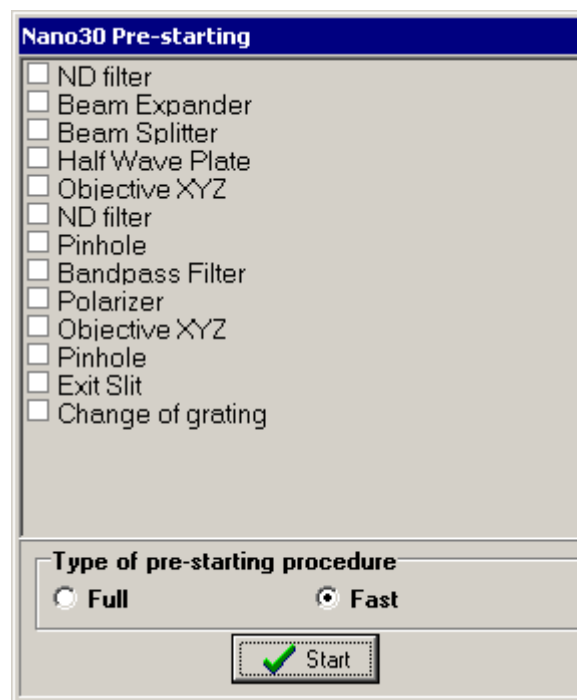 Nano30 Pre-starting
ND filter
Beam Expander
Beam Splitter
Half Wave Plate
Objective XYZ
ND filter
Pinhole
Bandpass Filter
Polarizer
Objective XYZ
Pinhole
Exit Slit
Change of grating
Type of pre-starting procedure
Full Fast
Start